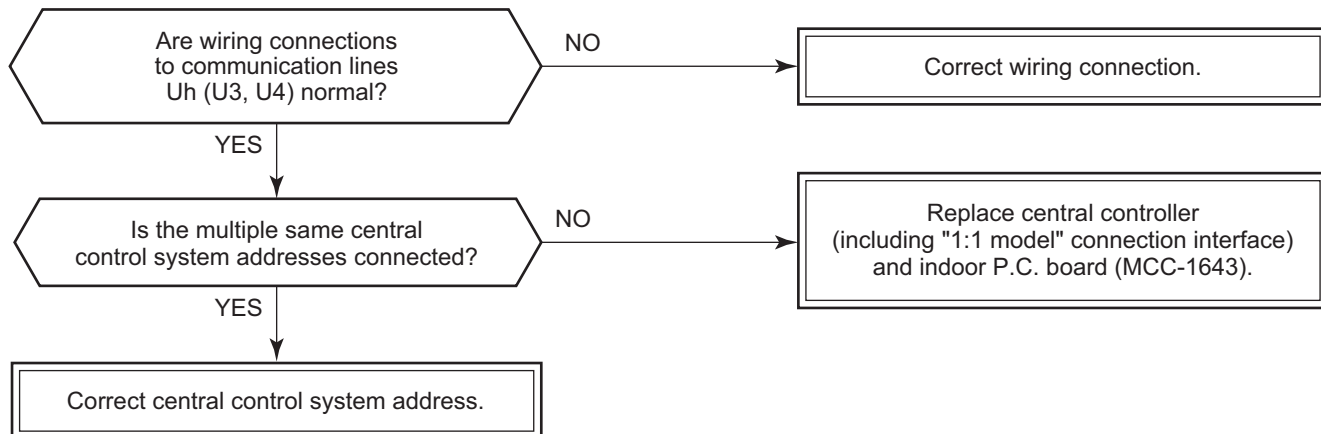 Are wiring connections
to communication lines
Uh (U3, U4) normal?
NO
Correct wiring connection.
YES
Is the multiple same central
control system addresses connected?
NO
Replace central controller
(including "1:1 model" connection interface)
and indoor P.C. board (MCC-1643).
YES
Correct central control system address.